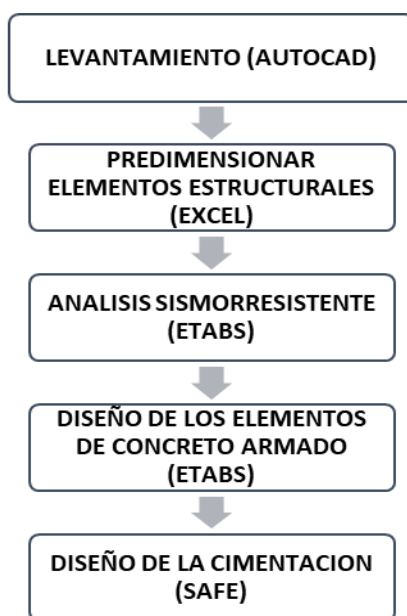 LEVANTAMIENTO (AUTOCAD)
PREDIMENSIONAR
ELEMENTOS ESTRUCTURALES
(EXCEL)
ANALISIS SISMORRESISTENTE
(ETABS)
DISEÑO DE LOS ELEMENTOS
DE CONCRETO ARMADO
(ETABS)
DISEÑO DE LA CIMENTACION
(SAFE)